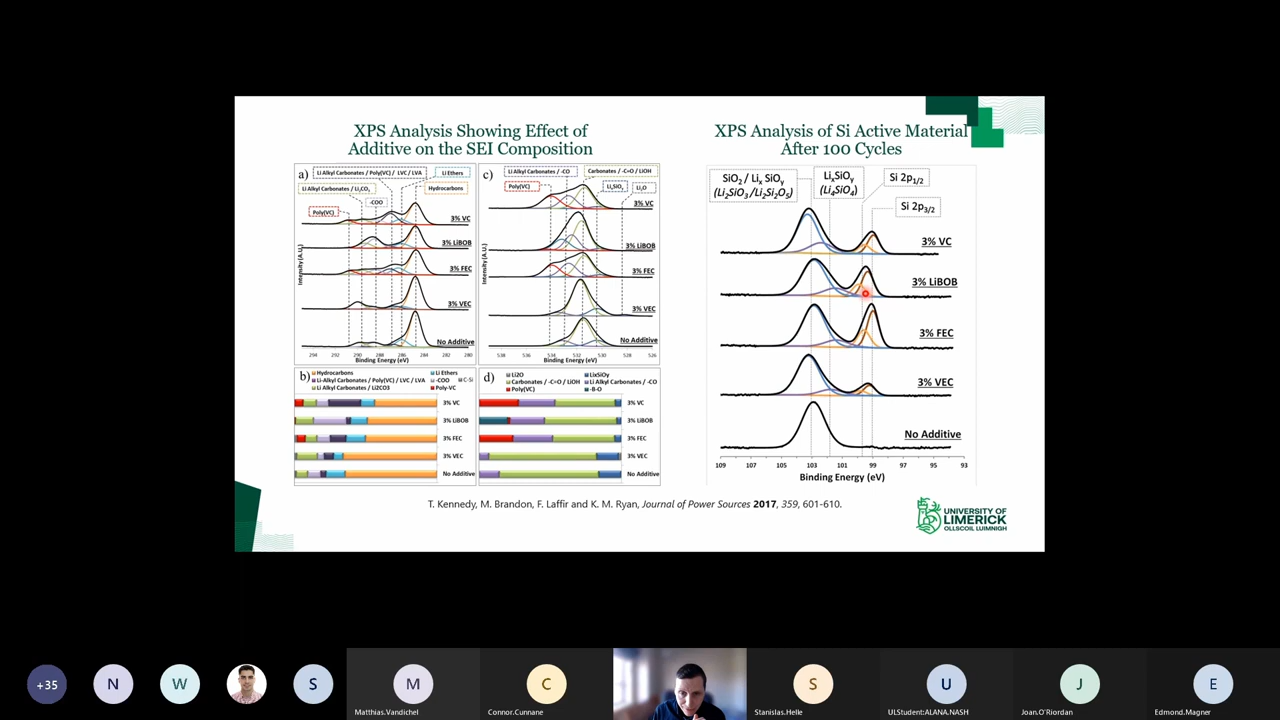 XPS Analysis Showing Effect of
Additive on the SEI Composition
XPS Analysis of Si Active Material
After 100 Cycles
a)
Li Alkyl Carbonates / Poly(VC) / LVC / LVA
Li Ethers
Li Alkyl Carbonates / Li2CO3
Hydrocarbons
-COO
Poly(VC)
3% VC
3% LiBOB
3% FEC
3% VEC
No Additive
Intensity (A.U.)
294 292 290 288 286 284 282 280
Binding Energy (eV)
c)
Li Alkyl Carbonates / -CO
Carbonates / -C=O / LiOH
Poly(VC)
LixSiOy
Li2O
3% VC
3% LiBOB
3% FEC
3% VEC
No Additive
Intensity (A.U.)
538 536 534 532 530 528 526
Binding Energy (eV)
b)
Hydrocarbons
Li Ethers
Li-Alkyl Carbonates / Poly(VC) / LVC / LVA
-COO
C-Si
Li Alkyl Carbonates / Li2CO3
Poly-VC
3% VC
3% LiBOB
3% FEC
3% VEC
No Additive
d)
Li2O
LixSiOy
Carbonates / -C=O / LiOH
Li Alkyl Carbonates / -CO
Poly(VC)
-B-O
3% VC
3% LiBOB
3% FEC
3% VEC
No Additive
SiO2 / Lix SiOy
(Li2SiO3 /Li2Si2O5)
LixSiOy
(Li4SiO4)
Si 2p1/2
Si 2p3/2
3% VC
3% LiBOB
3% FEC
3% VEC
No Additive
109 107 105 103 101 99 97 95 93
Binding Energy (eV)
T. Kennedy, M. Brandon, F. Laffir and K. M. Ryan, Journal of Power Sources 2017, 359, 601-610.
UNIVERSITY OF
LIMERICK
OLLSCOIL LUIMNIGH
+35
N
W
S
M
C
S
U
J
E
Matthias.Vandichel
Connor.Cunnane
Stanislas.Helle
ULStudent:ALANA.NASH
Joan.O'Riordan
Edmond.Magner